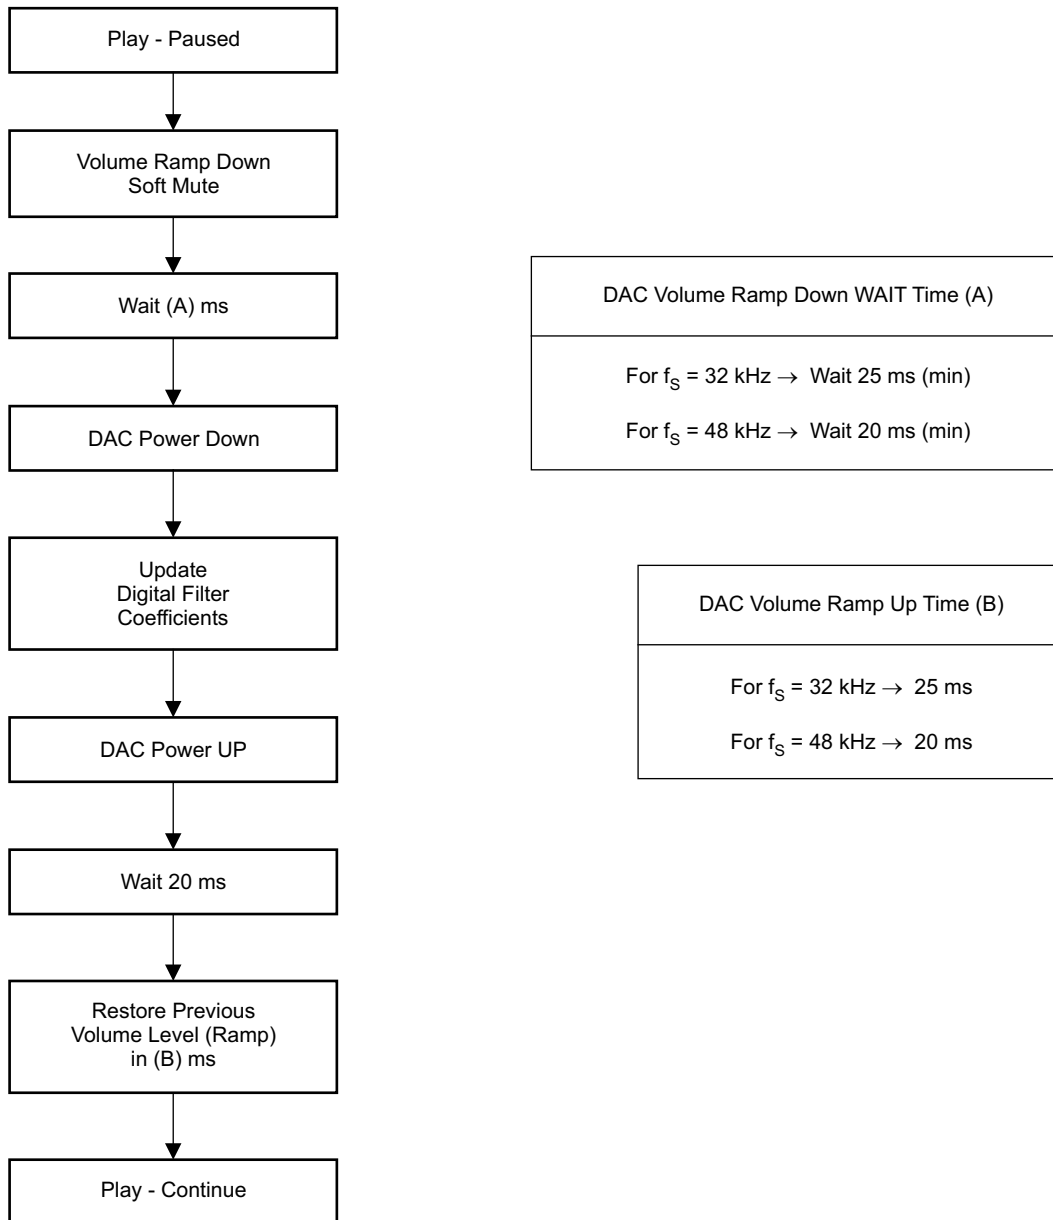 Play - Paused
Volume Ramp Down
Soft Mute
Wait (A) ms
DAC Power Down
Update
Digital Filter
Coefficients
DAC Power UP
Wait 20 ms
Restore Previous
Volume Level (Ramp)
in (B) ms
Play - Continue
DAC Volume Ramp Down WAIT Time (A)
For fS = 32 kHz → Wait 25 ms (min)
For fS = 48 kHz → Wait 20 ms (min)
DAC Volume Ramp Up Time (B)
For fS = 32 kHz → 25 ms
For fS = 48 kHz → 20 ms